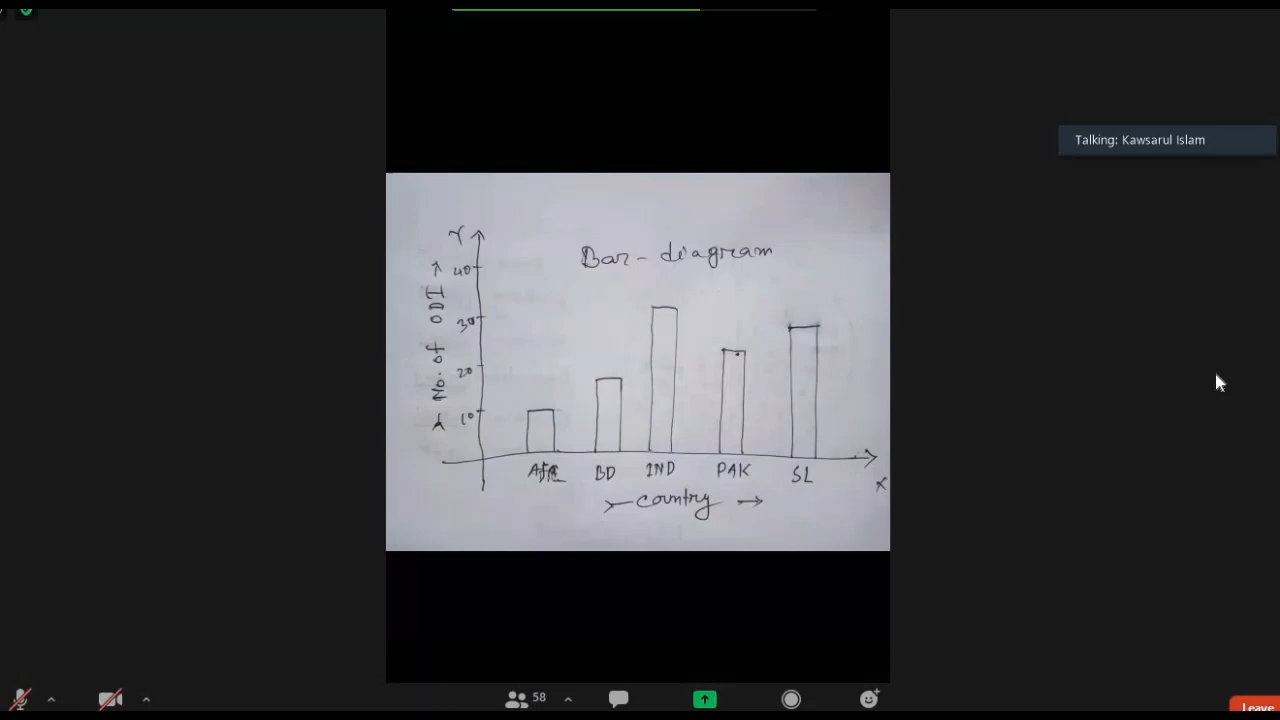 Talking: Kawsarul Islam
Y
Bar-diagram
40
30
20
10
No. of ODI
BD
IND
PAK
SL
X
Country
58
Leave